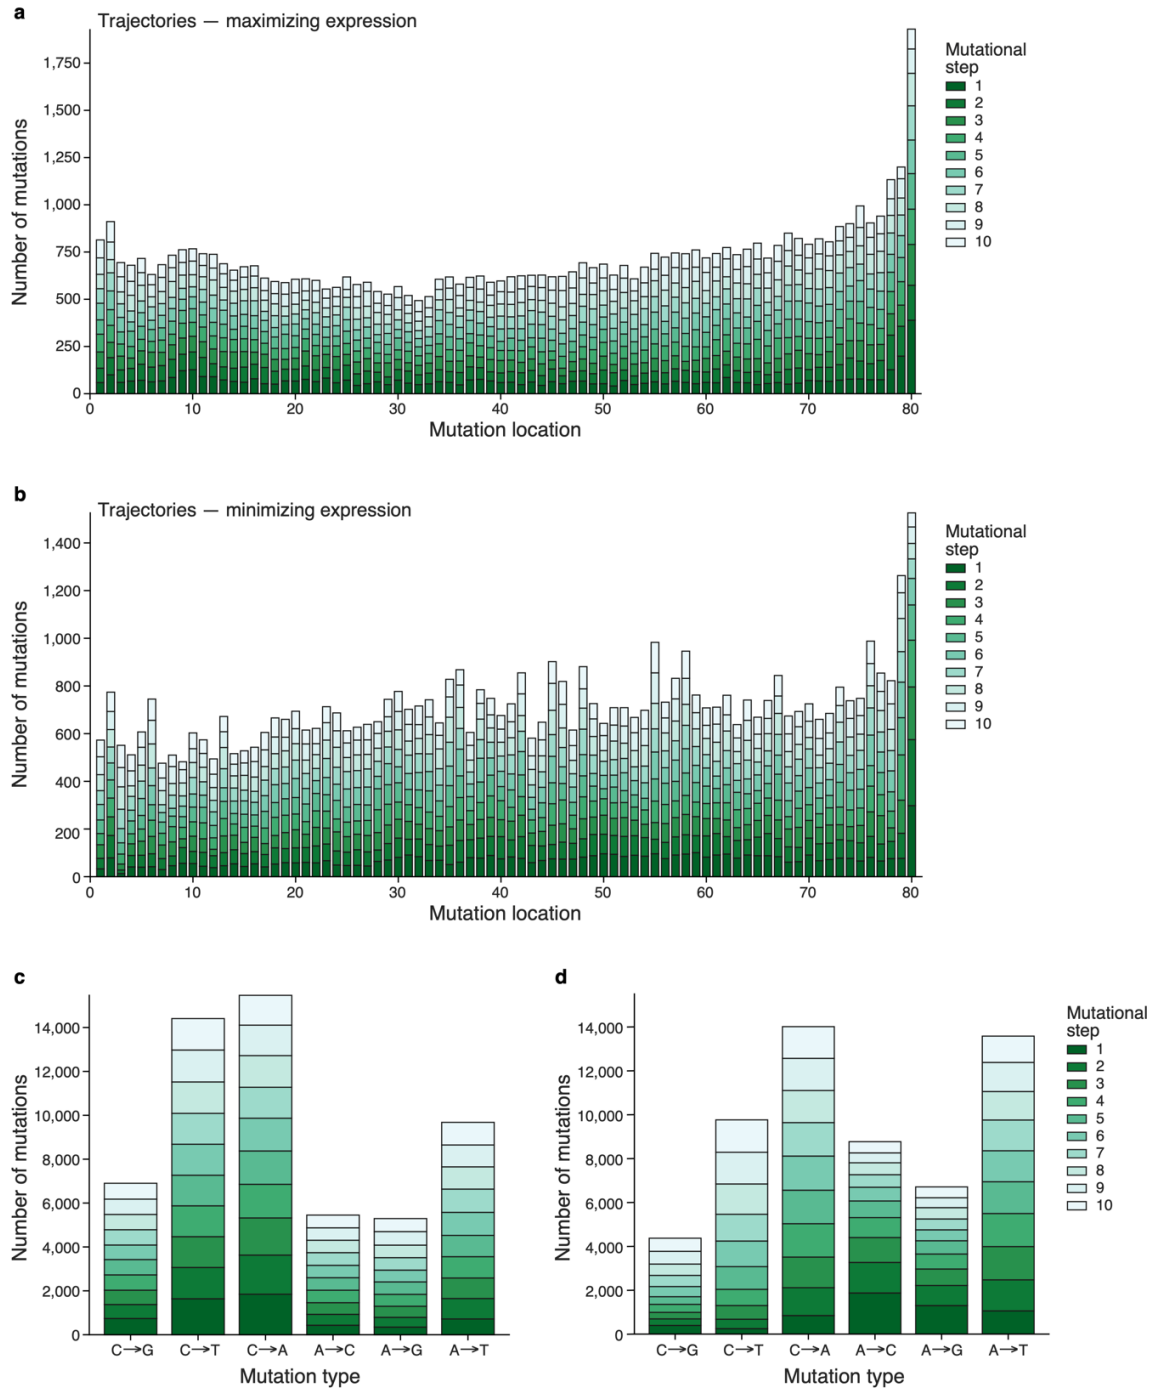 a
Trajectories — maximizing expression
Number of mutations
1,750
1,500
1,250
1,000
750
500
250
0
0 10 20 30 40 50 60 70 80
Mutation location
Mutational
step
1
2
3
4
5
6
7
8
9
10
b
Trajectories — minimizing expression
Number of mutations
1,400
1,200
1,000
800
600
400
200
0
0 10 20 30 40 50 60 70 80
Mutation location
Mutational
step
1
2
3
4
5
6
7
8
9
10
c
Number of mutations
14,000
12,000
10,000
8,000
6,000
4,000
2,000
0
C→G C→T C→A A→C A→G A→T
Mutation type
d
Number of mutations
14,000
12,000
10,000
8,000
6,000
4,000
2,000
0
C→G C→T C→A A→C A→G A→T
Mutation type
Mutational
step
1
2
3
4
5
6
7
8
9
10